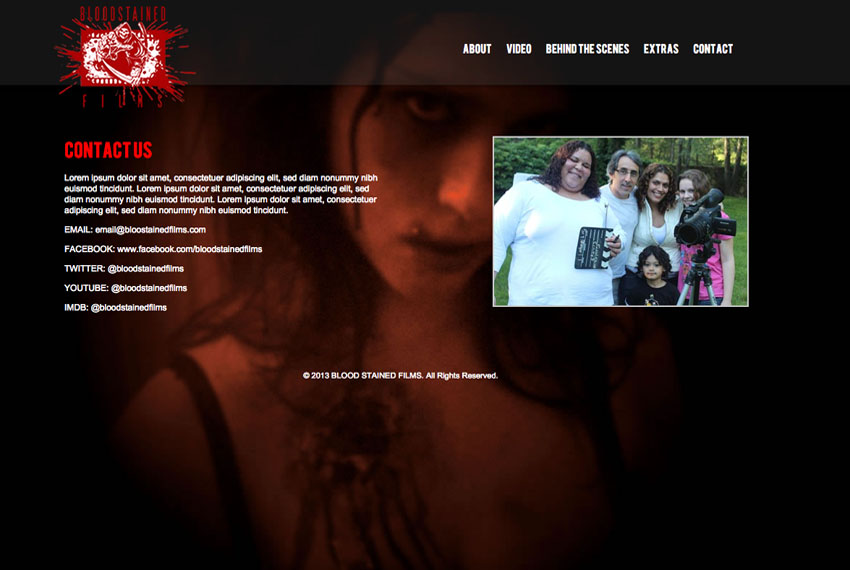 BLOODSTAINED
FILMS
ABOUT VIDEO BEHIND THE SCENES EXTRAS CONTACT
CONTACT US
Lorem ipsum dolor sit amet, consectetuer adipiscing elit, sed diam nonummy nibh
euismod tincidunt. Lorem ipsum dolor sit amet, consectetuer adipiscing elit, sed
diam nonummy nibh euismod tincidunt. Lorem ipsum dolor sit amet, consectetuer
adipiscing elit, sed diam nonummy nibh euismod tincidunt.
EMAIL: email@bloostainedfilms.com
FACEBOOK: www.facebook.com/bloodstainedfilms
TWITTER: @bloodstainedfilms
YOUTUBE: @bloodstainedfilms
IMDB: @bloodstainedfilms
© 2013 BLOOD STAINED FILMS. All Rights Reserved.